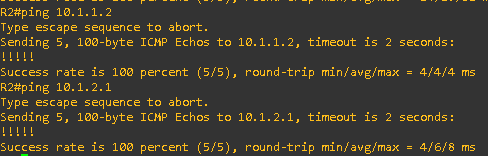 R2#ping 10.1.1.2
Type escape sequence to abort.
Sending 5, 100-byte ICMP Echos to 10.1.1.2, timeout is 2 seconds:
!!!!!
Success rate is 100 percent (5/5), round-trip min/avg/max = 4/4/4 ms
R2#ping 10.1.2.1
Type escape sequence to abort.
Sending 5, 100-byte ICMP Echos to 10.1.2.1, timeout is 2 seconds:
!!!!!
Success rate is 100 percent (5/5), round-trip min/avg/max = 4/6/8 ms